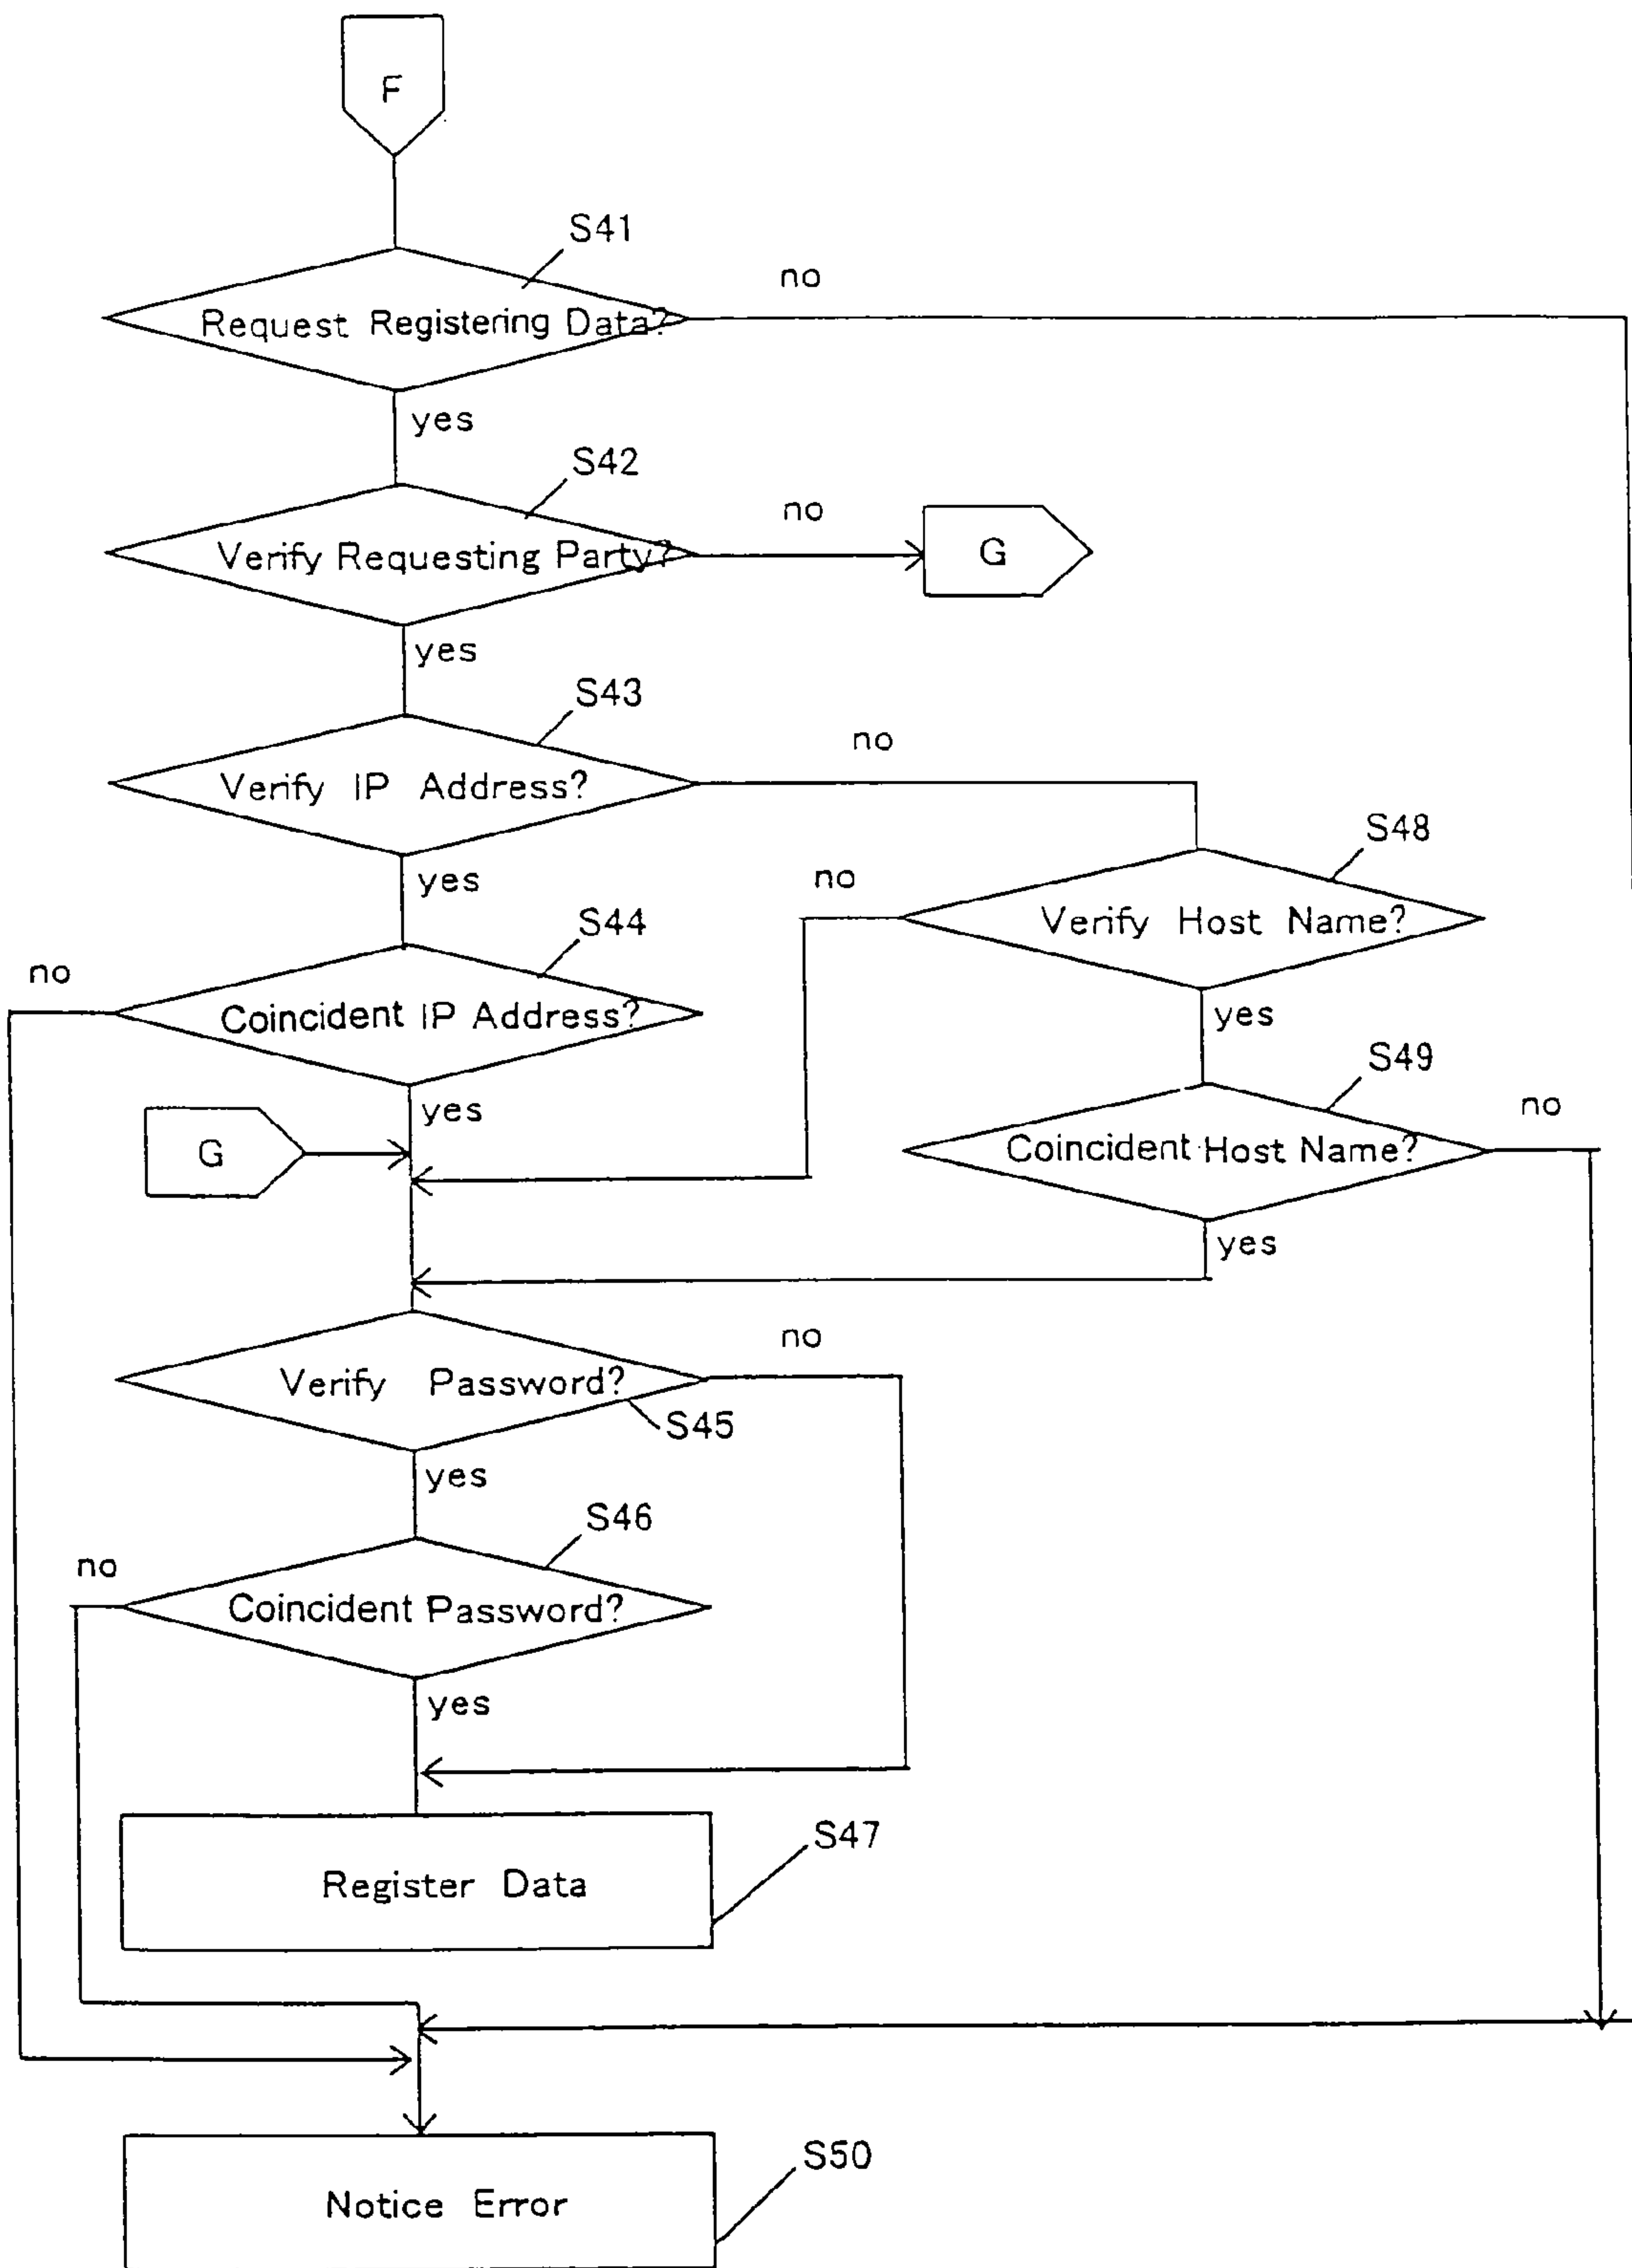 F
S41
no
Request Registering Data?
yes
S42
no
Verify Requesting Party?
G
yes
S43
no
Verify IP Address?
S48
yes
no
Verify Host Name?
S44
no
Coincident IP Address?
yes
S49
yes
no
G
Coincident Host Name?
yes
no
Verify Password?
S45
yes
S46
no
Coincident Password?
yes
S47
Register Data
S50
Notice Error